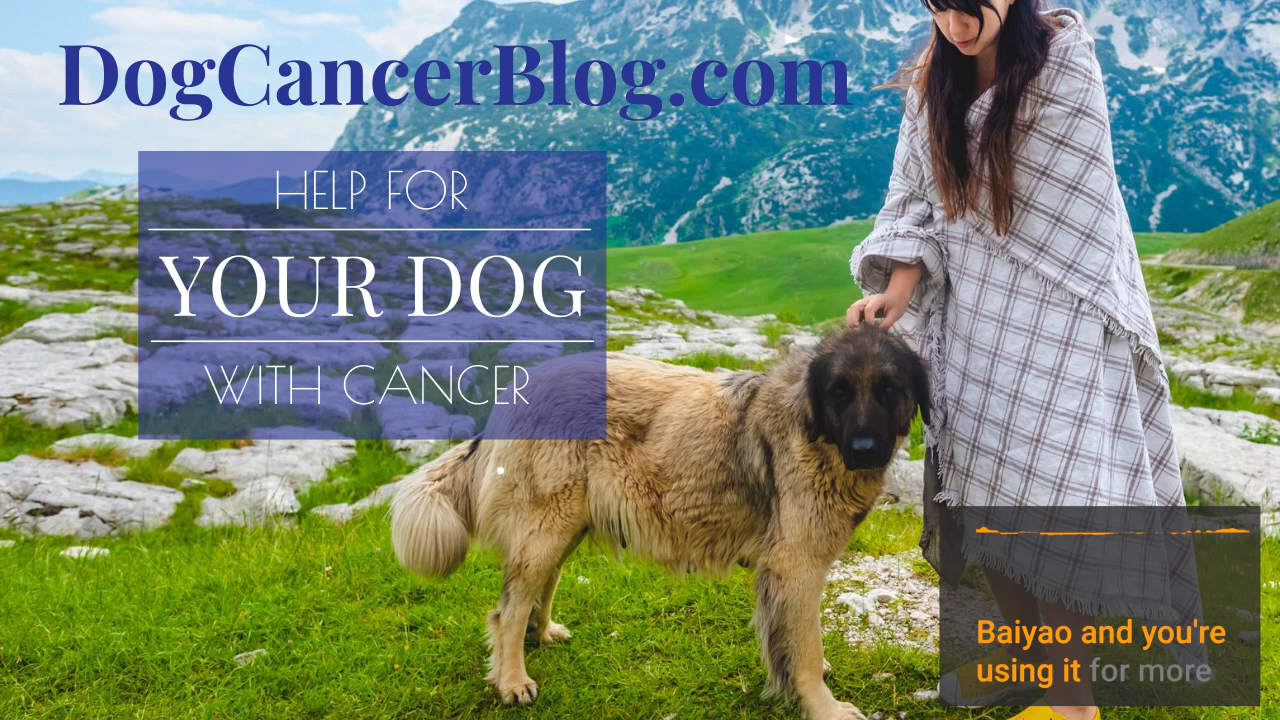 DogCancerBlog.com
HELP FOR
YOUR DOG
WITH CANCER
Baiyao and you're
using it for more